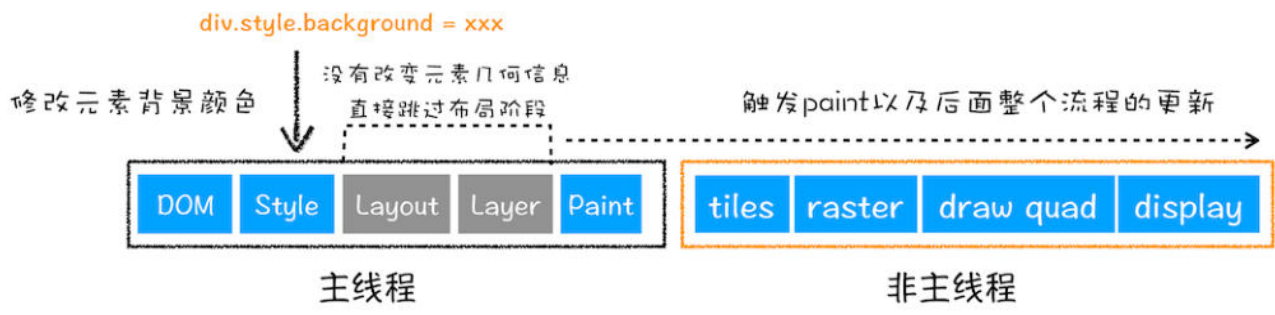 div.style.background = xxx
没有改变元素几何信息
直接跳过布局阶段
修改元素背景颜色
触发paint以及后面整个流程的更新
DOM Style Layout Layer Paint
tiles raster draw quad display
主线程
非主线程